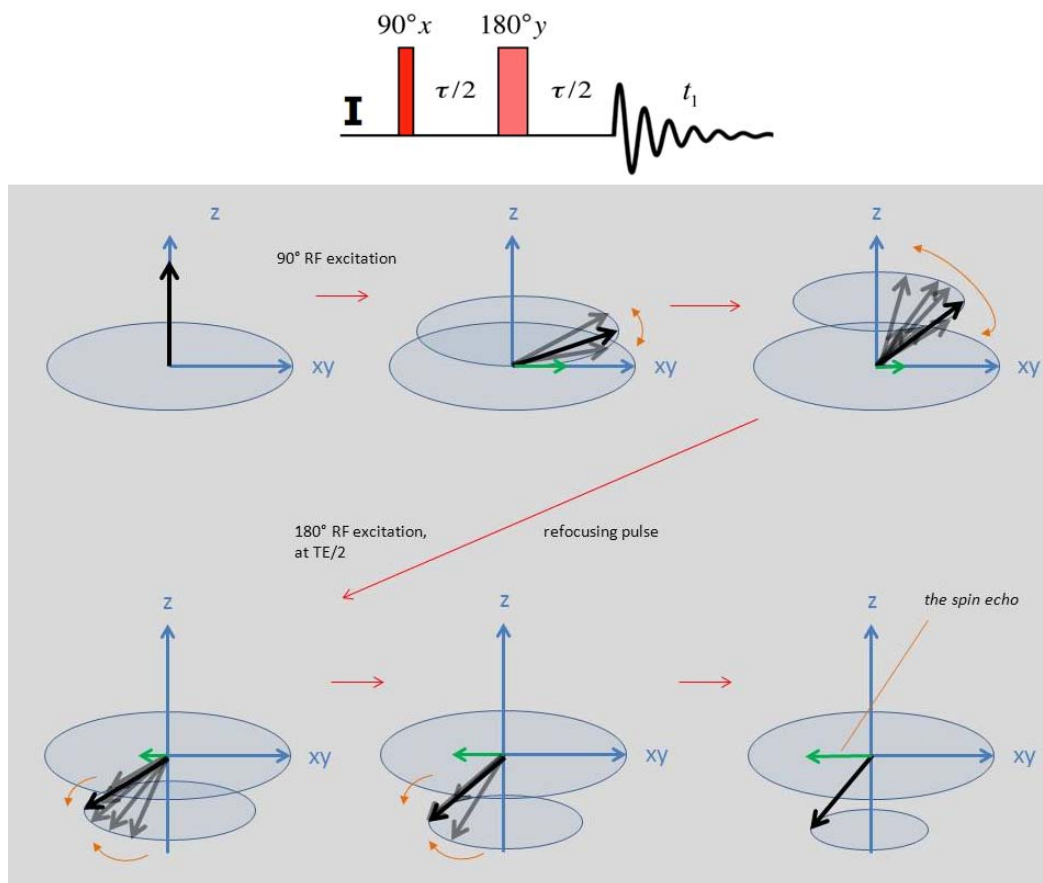 90°x 180°y
I τ/2 τ/2 t₁
z
90° RF excitation
xy
z
xy
z
xy
180° RF excitation,
at TE/2
refocusing pulse
z
xy
z
xy
the spin echo
z
xy